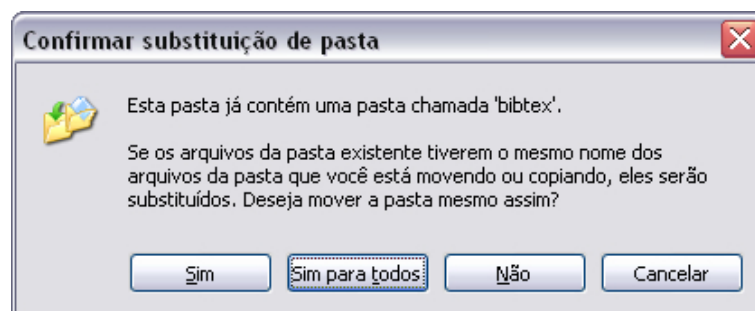 Confirmar substituição de pasta
Esta pasta já contém uma pasta chamada 'bibtex'.
Se os arquivos da pasta existente tiverem o mesmo nome dos
arquivos da pasta que você está movendo ou copiando, eles serão
substituídos. Deseja mover a pasta mesmo assim?
Sim
Sim para todos
Não
Cancelar